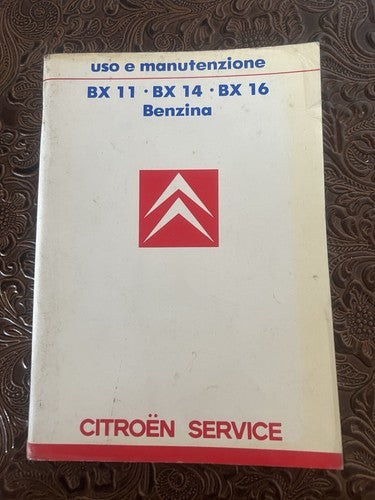 uso e manutenzione
BX 11 • BX 14 • BX 16
Benzina
CITROËN SERVICE